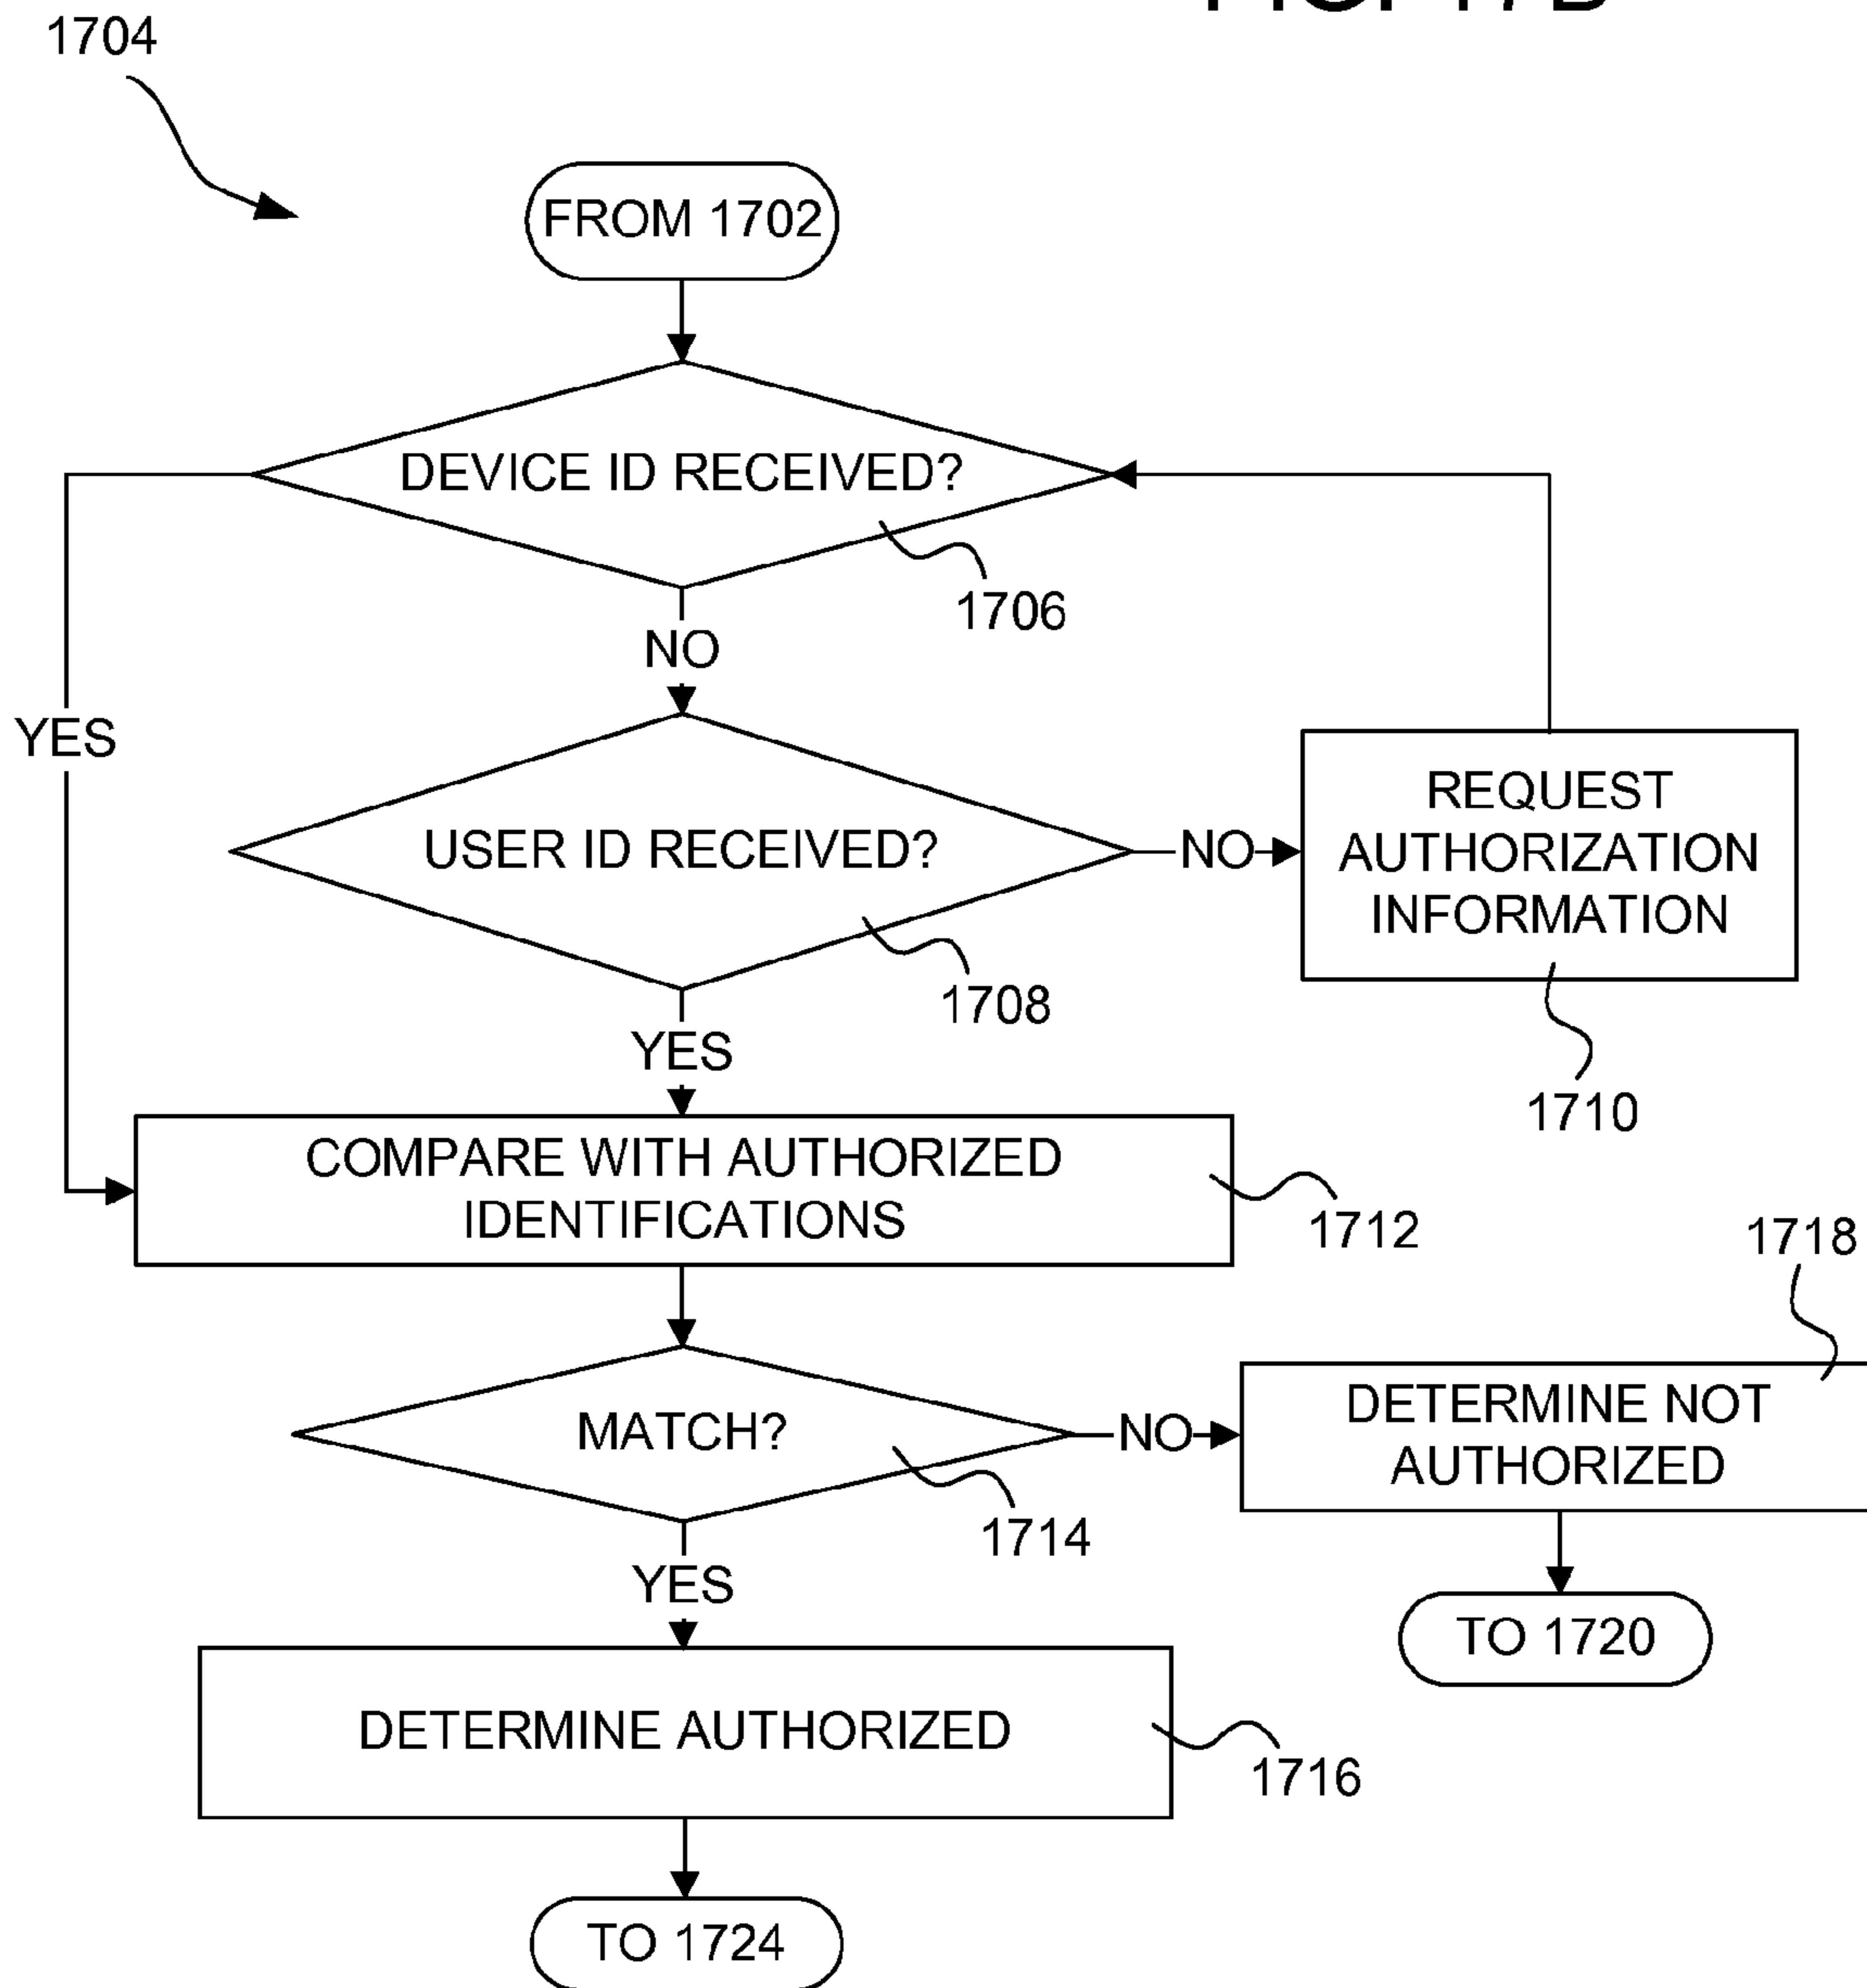 1704
FROM 1702
DEVICE ID RECEIVED?
1706
NO
YES
USER ID RECEIVED?
NO
REQUEST
AUTHORIZATION
INFORMATION
1708
1710
YES
COMPARE WITH AUTHORIZED
IDENTIFICATIONS
1712
1718
MATCH?
NO
DETERMINE NOT
AUTHORIZED
1714
YES
TO 1720
DETERMINE AUTHORIZED
1716
TO 1724